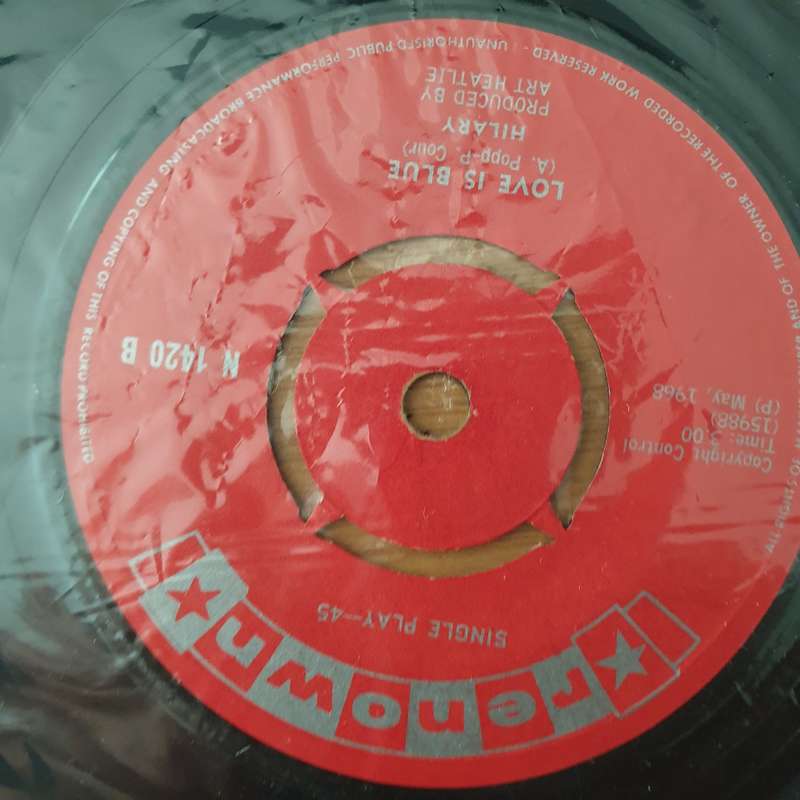 ★renown★
SINGLE PLAY—45
Copyright Control
Time: 3.00
(15988)
(P) May, 1968
N 1420 B
LOVE IS BLUE
(A. Popp-P. Cour)
HILARY
PRODUCED BY
ART HEATLIE
AND OF THE OWNER OF THE RECORDED WORK RESERVED - UNAUTHORISED PUBLIC PERFORMANCE BROADCASTING AND COPYING OF THIS RECORD PROHIBITED